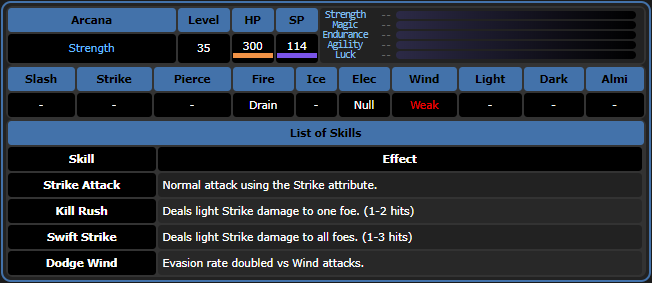 Arcana Level HP SP
Strength 35 300 114
Strength --
Magic --
Endurance --
Agility --
Luck --
Slash Strike Pierce Fire Ice Elec Wind Light Dark Almi
- - - Drain - Null Weak - - -
List of Skills
Skill Effect
Strike Attack Normal attack using the Strike attribute.
Kill Rush Deals light Strike damage to one foe. (1-2 hits)
Swift Strike Deals light Strike damage to all foes. (1-3 hits)
Dodge Wind Evasion rate doubled vs Wind attacks.